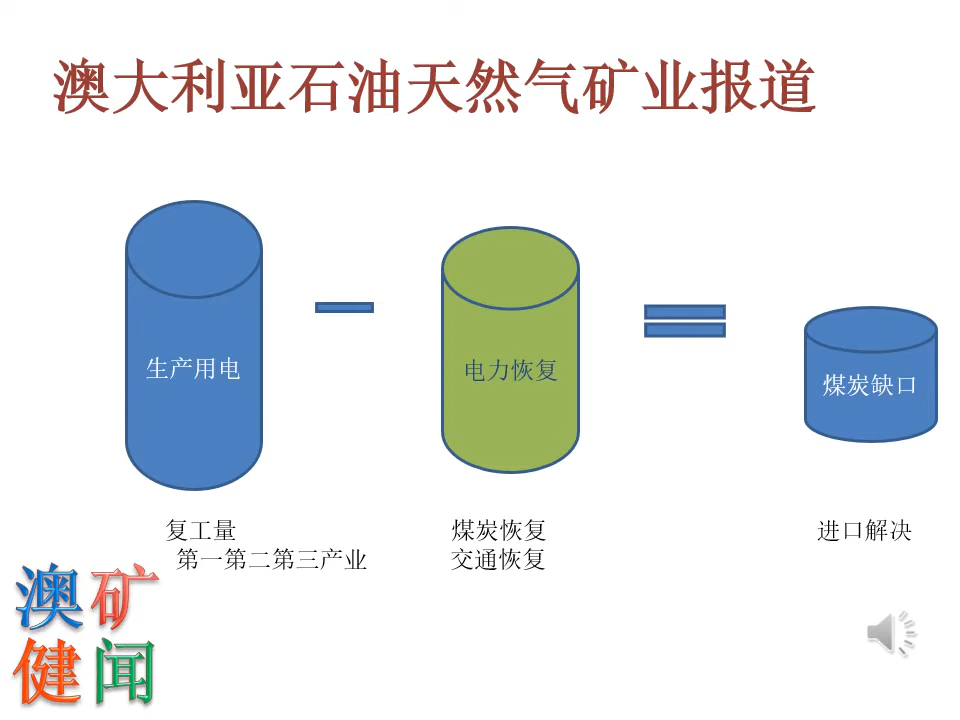 澳大利亚石油天然气矿业报道
生产用电
电力恢复
煤炭缺口
复工量
第一第二第三产业
煤炭恢复
交通恢复
进口解决
澳矿
健闻